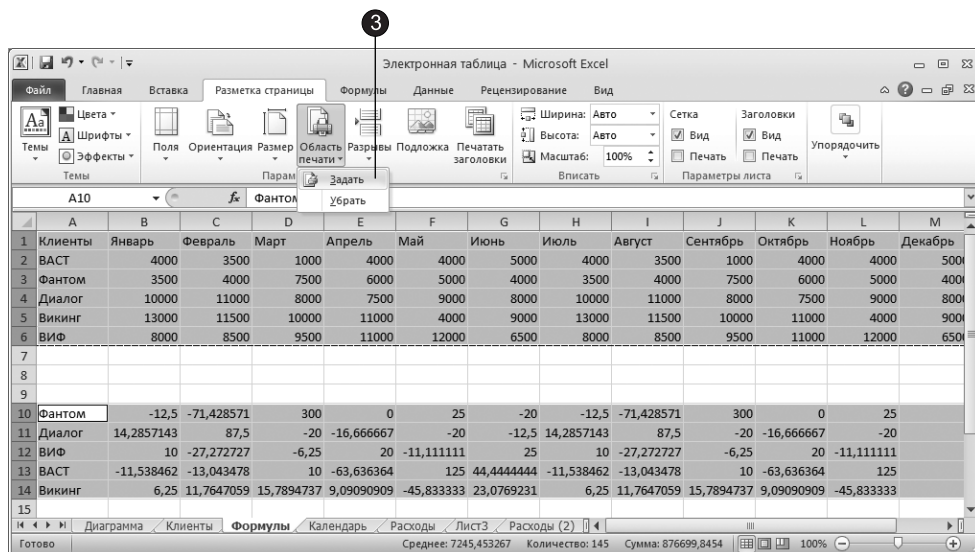 3
Электронная таблица - Microsoft Excel
Файл Главная Вставка Разметка страницы Формулы Данные Рецензирование Вид
Цвета
Шрифты
Эффекты
Темы
Поля Ориентация Размер Область печати Разрывы Подложка Печатать заголовки
Ширина: Авто
Высота: Авто
Масштаб: 100%
Сетка Заголовки
Вид Вид
Печать Печать
Упорядочить
Темы Парам Вписать Параметры листа
Задать
Убрать
A10 fx Фантом
A B C D E F G H I J K L M
1 Клиенты Январь Февраль Март Апрель Май Июнь Июль Август Сентябрь Октябрь Ноябрь Декабрь
2 ВАСТ 4000 3500 1000 4000 4000 5000 4000 3500 1000 4000 4000 5000
3 Фантом 3500 4000 7500 6000 5000 4000 3500 4000 7500 6000 5000 4000
4 Диалог 10000 11000 8000 7500 9000 8000 10000 11000 8000 7500 9000 8000
5 Викинг 13000 11500 10000 11000 4000 9000 13000 11500 10000 11000 4000 9000
6 ВИФ 8000 8500 9500 11000 12000 6500 8000 8500 9500 11000 12000 6500
7
8
9
10 Фантом -12,5 -71,428571 300 0 25 -20 -12,5 -71,428571 300 0 25
11 Диалог 14,2857143 87,5 -20 -16,666667 -20 -12,5 14,2857143 87,5 -20 -16,666667 -20
12 ВИФ 10 -27,272727 -6,25 20 -11,111111 25 10 -27,272727 -6,25 20 -11,111111
13 ВАСТ -11,538462 -13,043478 10 -63,636364 125 44,4444444 -11,538462 -13,043478 10 -63,636364 125
14 Викинг 6,25 11,7647059 15,7894737 9,09090909 -45,833333 23,0769231 6,25 11,7647059 15,7894737 9,09090909 -45,833333
15
Диаграмма Клиенты Формулы Календарь Расходы Лист3 Расходы (2)
Готово Среднее: 7245,453267 Количество: 145 Сумма: 876699,8454 100%